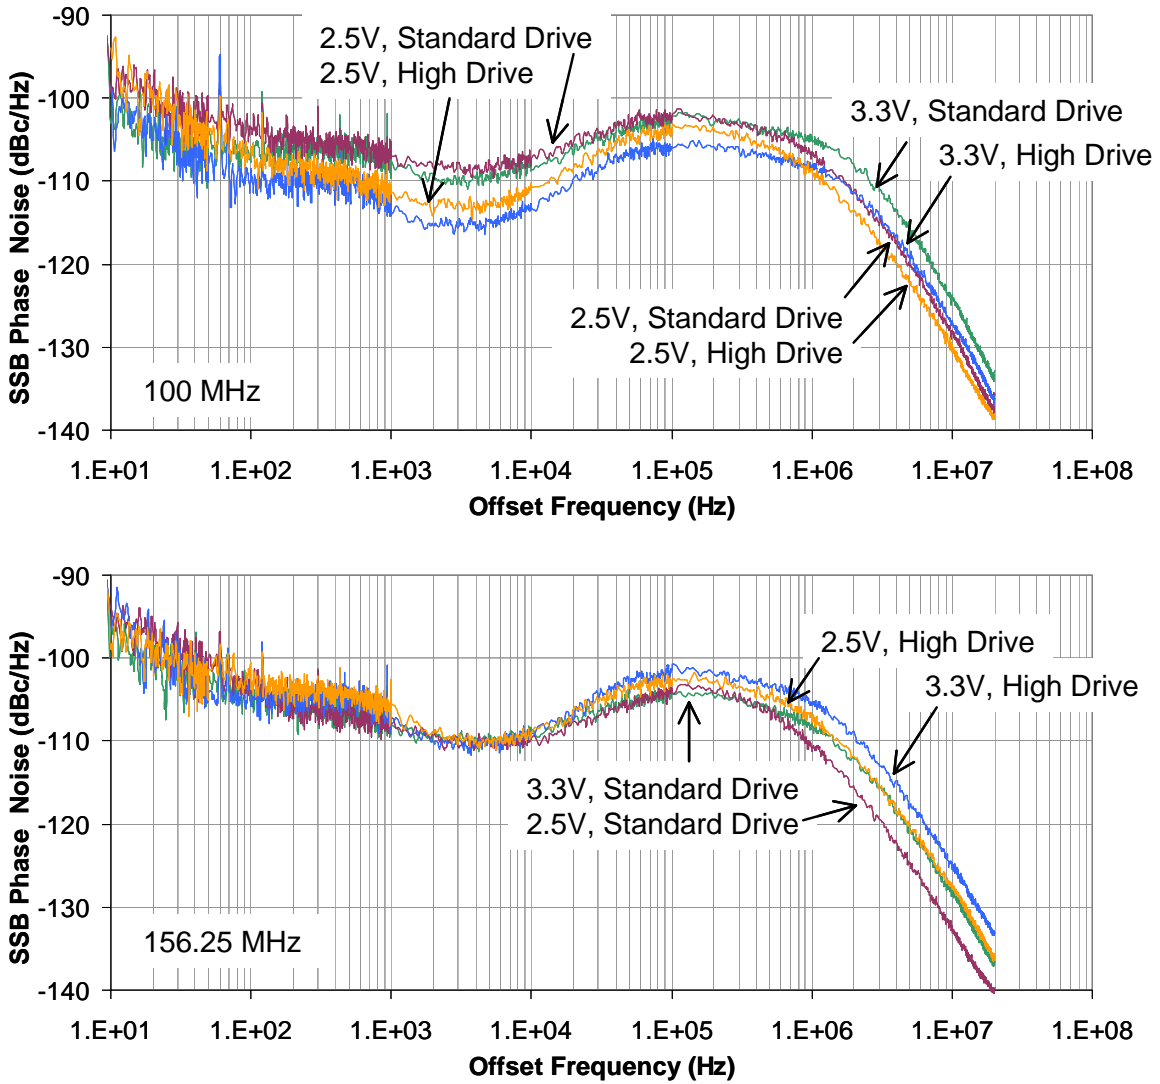 -90
-100
-110
-120
-130
-140
SSB Phase Noise (dBc/Hz)
2.5V, Standard Drive
2.5V, High Drive
3.3V, Standard Drive
3.3V, High Drive
2.5V, Standard Drive
2.5V, High Drive
100 MHz
1.E+01 1.E+02 1.E+03 1.E+04 1.E+05 1.E+06 1.E+07 1.E+08
Offset Frequency (Hz)
-90
-100
-110
-120
-130
-140
SSB Phase Noise (dBc/Hz)
2.5V, High Drive
3.3V, High Drive
3.3V, Standard Drive
2.5V, Standard Drive
156.25 MHz
1.E+01 1.E+02 1.E+03 1.E+04 1.E+05 1.E+06 1.E+07 1.E+08
Offset Frequency (Hz)